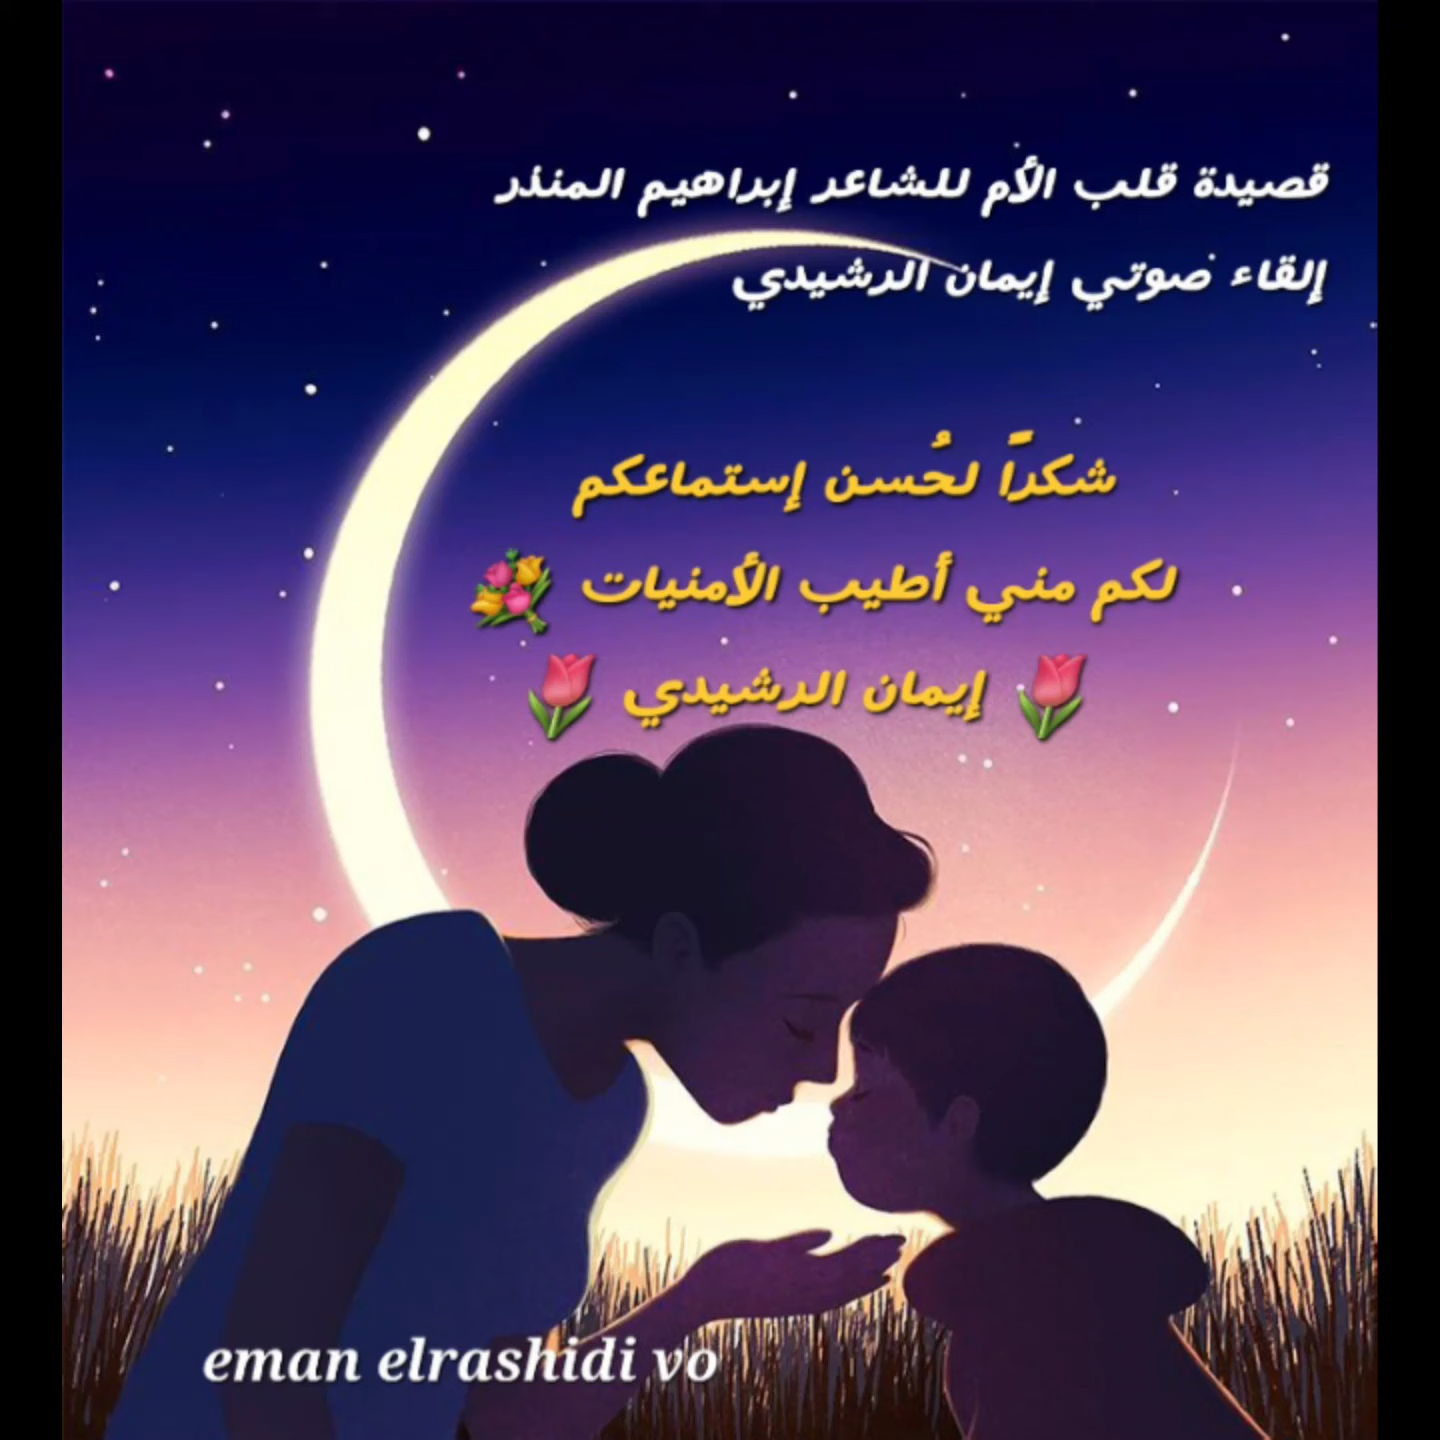 قصيدة قلب الأم للشاعر إبراهيم المنذر
إلقاء صوتي إيمان الرشيدي
شكراً لحُسن إستماعكم
لكم مني أطيب الأمنيات 💐
🌷 إيمان الرشيدي 🌷
eman elrashidi vo